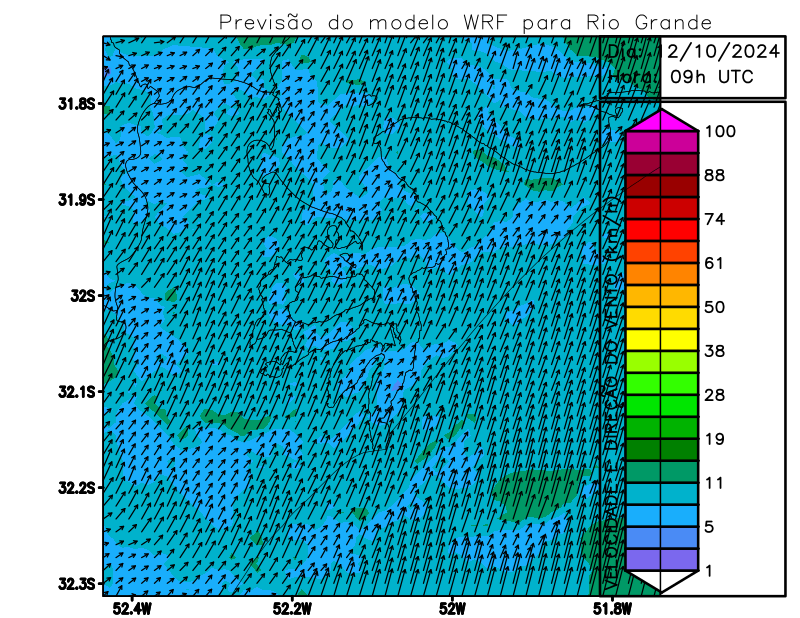 Previsão do modelo WRF para Rio Grande
Dia: 2/10/2024
Hora: 09h UTC
31.8S
31.9S
32S
32.1S
32.2S
32.3S
52.4W
52.2W
52W
51.8W
VELOCIDADE E DIREÇÃO DO VENTO (km/h)
100
88
74
61
50
38
28
19
11
5
1